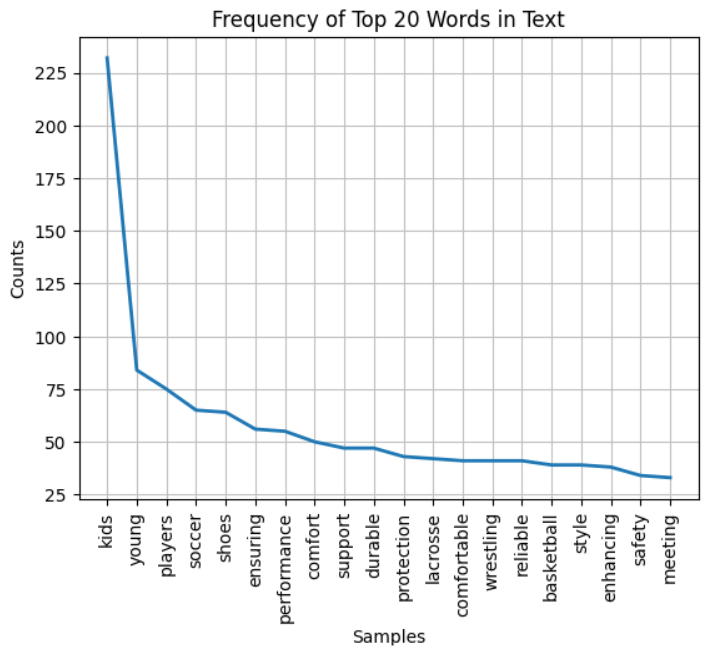 Frequency of Top 20 Words in Text
225
200
175
150
125
100
75
50
25
Counts
kids
young
players
soccer
shoes
ensuring
performance
comfort
support
durable
protection
lacrosse
comfortable
wrestling
reliable
basketball
style
enhancing
safety
meeting
Samples